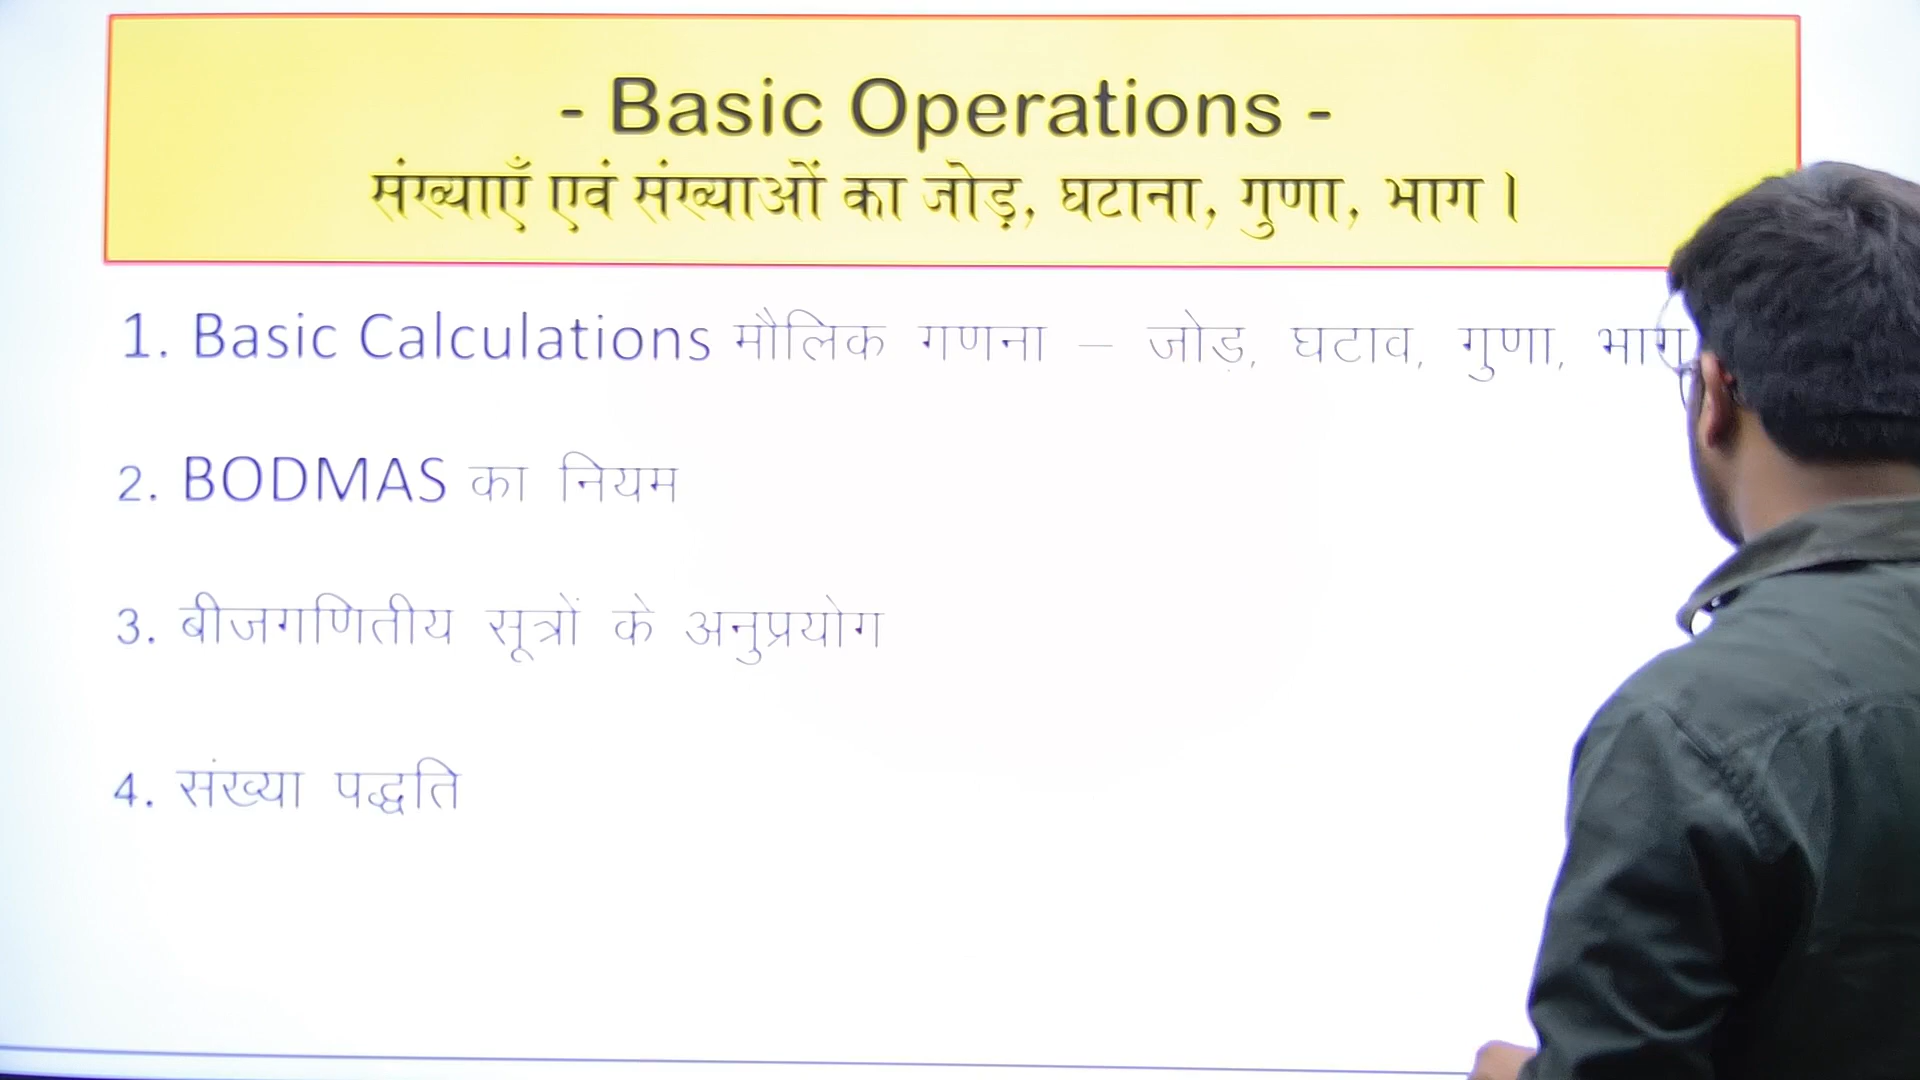 - Basic Operations -
संख्याएँ एवं संख्याओं का जोड़, घटाना, गुणा, भाग ।
1. Basic Calculations मौलिक गणना – जोड़, घटाव, गुणा, भाग
2. BODMAS का नियम
3. बीजगणितीय सूत्रों के अनुप्रयोग
4. संख्या पद्धति